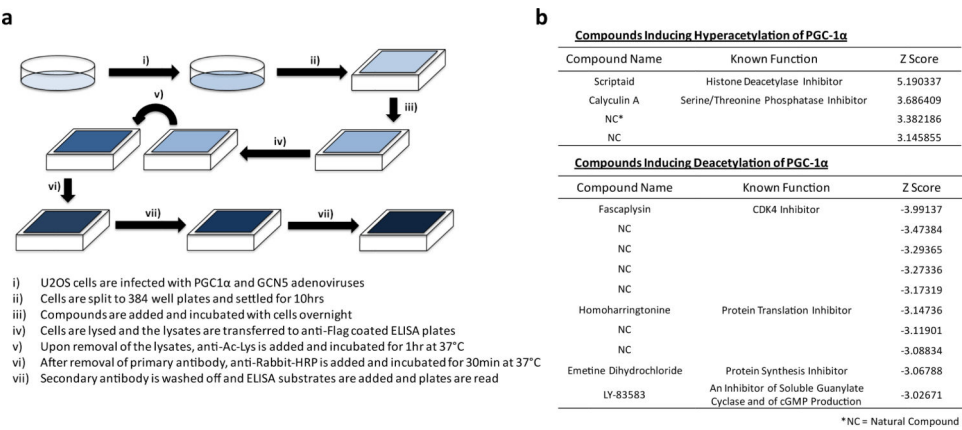 a
i)
ii)
iii)
iv)
v)
vi)
vii)
vii)
i) U2OS cells are infected with PGC1α and GCN5 adenoviruses
ii) Cells are split to 384 well plates and settled for 10hrs
iii) Compounds are added and incubated with cells overnight
iv) Cells are lysed and the lysates are transferred to anti-Flag coated ELISA plates
v) Upon removal of the lysates, anti-Ac-Lys is added and incubated for 1hr at 37°C
vi) After removal of primary antibody, anti-Rabbit-HRP is added and incubated for 30min at 37°C
vii) Secondary antibody is washed off and ELISA substrates are added and plates are read
b
Compounds Inducing Hyperacetylation of PGC-1α
Compound Name Known Function Z Score
Scriptaid Histone Deacetylase Inhibitor 5.190337
Calyculin A Serine/Threonine Phosphatase Inhibitor 3.686409
NC* 3.382186
NC 3.145855
Compounds Inducing Deacetylation of PGC-1α
Compound Name Known Function Z Score
Fascaplysin CDK4 Inhibitor -3.99137
NC -3.47384
NC -3.29365
NC -3.27336
NC -3.17319
Homoharringtonine Protein Translation Inhibitor -3.14736
NC -3.11901
NC -3.08834
Emetine Dihydrochloride Protein Synthesis Inhibitor -3.06788
LY-83583 An Inhibitor of Soluble Guanylate -3.02671
Cyclase and of cGMP Production
*NC = Natural Compound